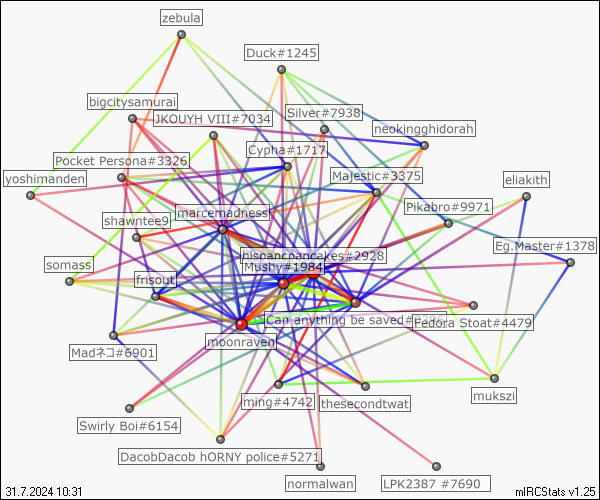 zebula
Duck#1245
bigcitysamurai
Silver#7938
JKOUYH VIII#7034
neokingghidorah
Cypha#1717
Pocket Persona#3326
Majestic#3375
yoshimanden
eliakith
Pikabro#9971
marcemadness
shawntee9
Eg.Master#1378
hispancpancakes#2928
Mushy#1984
somass
frisout
Can anything be saved#
Fedora Stoat#4479
moonraven
Madネコ#6901
mukszi
ming#4742
thesecondtwat
Swirly Boi#6154
DacobDacob hORNY police#5271
normalwan
LPK2387 #7690
31.7.2024 10:31
mIRCStats v1.25